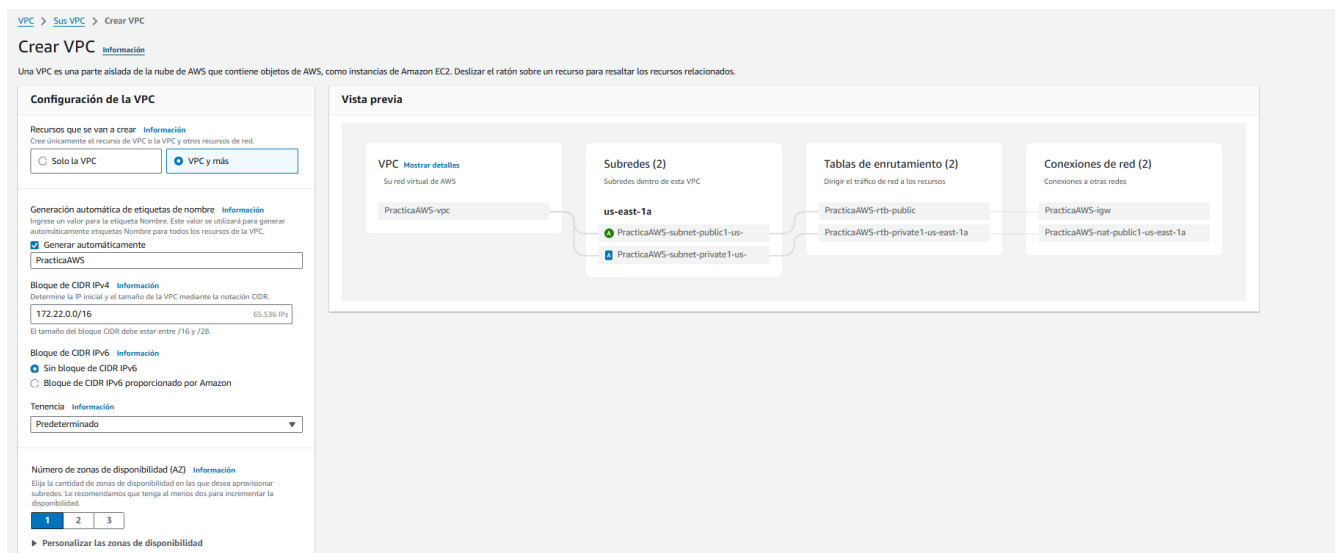 VPC > Sus VPC > Crear VPC
Crear VPC Información
Una VPC es una parte aislada de la nube de AWS que contiene objetos de AWS, como instancias de Amazon EC2. Deslizar el ratón sobre un recurso para resaltar los recursos relacionados.
Configuración de la VPC
Recursos que se van a crear Información
Cree únicamente el recurso de VPC o la VPC y otros recursos de red.
Solo la VPC
VPC y más
Generación automática de etiquetas de nombre Información
Ingrese un valor para la etiqueta Nombre. Este valor se utilizará para generar
automáticamente etiquetas Nombre para todos los recursos de la VPC.
Generar automáticamente
PracticaAWS
Bloque de CIDR IPv4 Información
Determine la IP inicial y el tamaño de la VPC mediante la notación CIDR.
172.22.0.0/16 65.536 IPs
El tamaño del bloque CIDR debe estar entre /16 y /28.
Bloque de CIDR IPv6 Información
Sin bloque de CIDR IPv6
Bloque de CIDR IPv6 proporcionado por Amazon
Tenencia Información
Predeterminado
Número de zonas de disponibilidad (AZ) Información
Elija la cantidad de zonas de disponibilidad en las que desea aprovisionar
subredes. Le recomendamos que tenga al menos dos para incrementar la
disponibilidad.
1 2 3
Personalizar las zonas de disponibilidad
Vista previa
VPC Mostrar detalles
Su red virtual de AWS
PracticaAWS-vpc
Subredes (2)
Subredes dentro de esta VPC
us-east-1a
A PracticaAWS-subnet-public1-us-
A PracticaAWS-subnet-private1-us-
Tablas de enrutamiento (2)
Dirigir el tráfico de red a los recursos
PracticaAWS-rtb-public
PracticaAWS-rtb-private1-us-east-1a
Conexiones de red (2)
Conexiones a otras redes
PracticaAWS-igw
PracticaAWS-nat-public1-us-east-1a